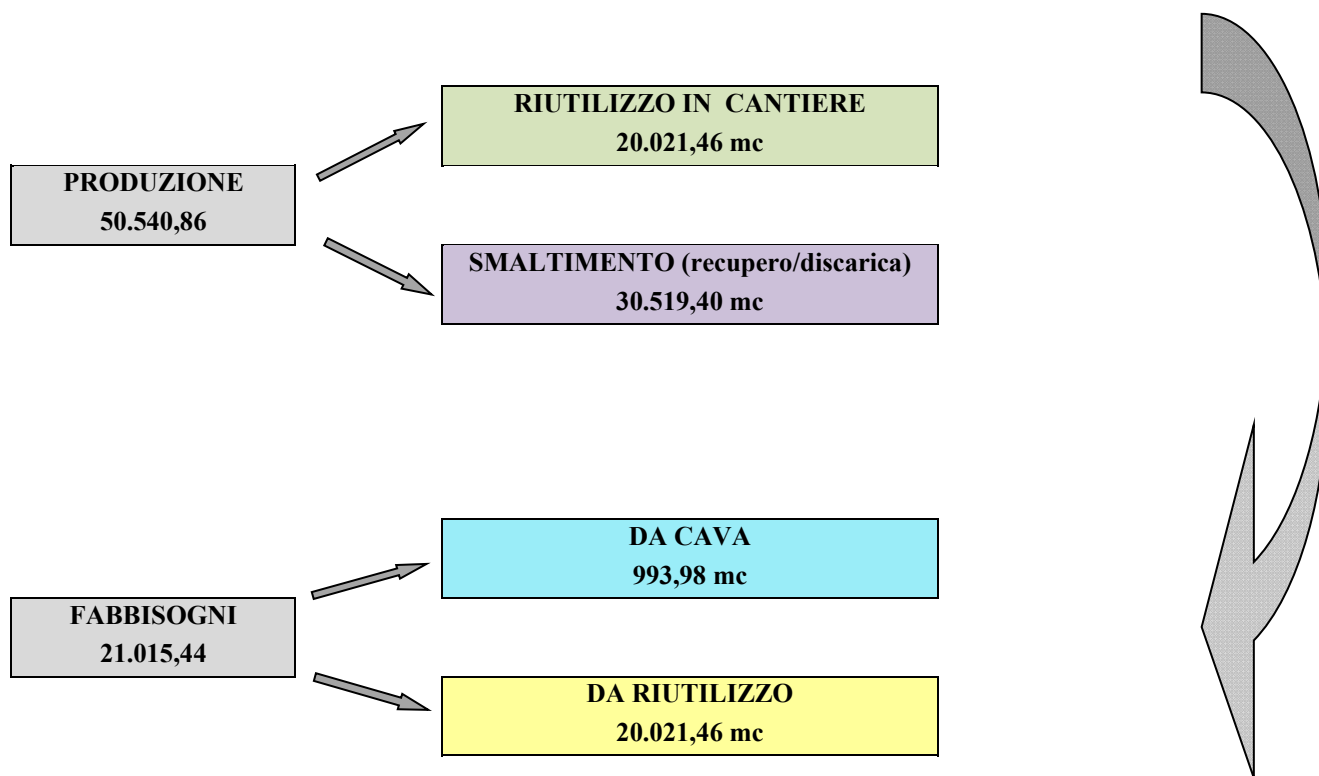 RIUTILIZZO IN CANTIERE
20.021,46 mc
PRODUZIONE
50.540,86
SMALTIMENTO (recupero/discarica)
30.519,40 mc
DA CAVA
993,98 mc
FABBISOGNI
21.015,44
DA RIUTILIZZO
20.021,46 mc